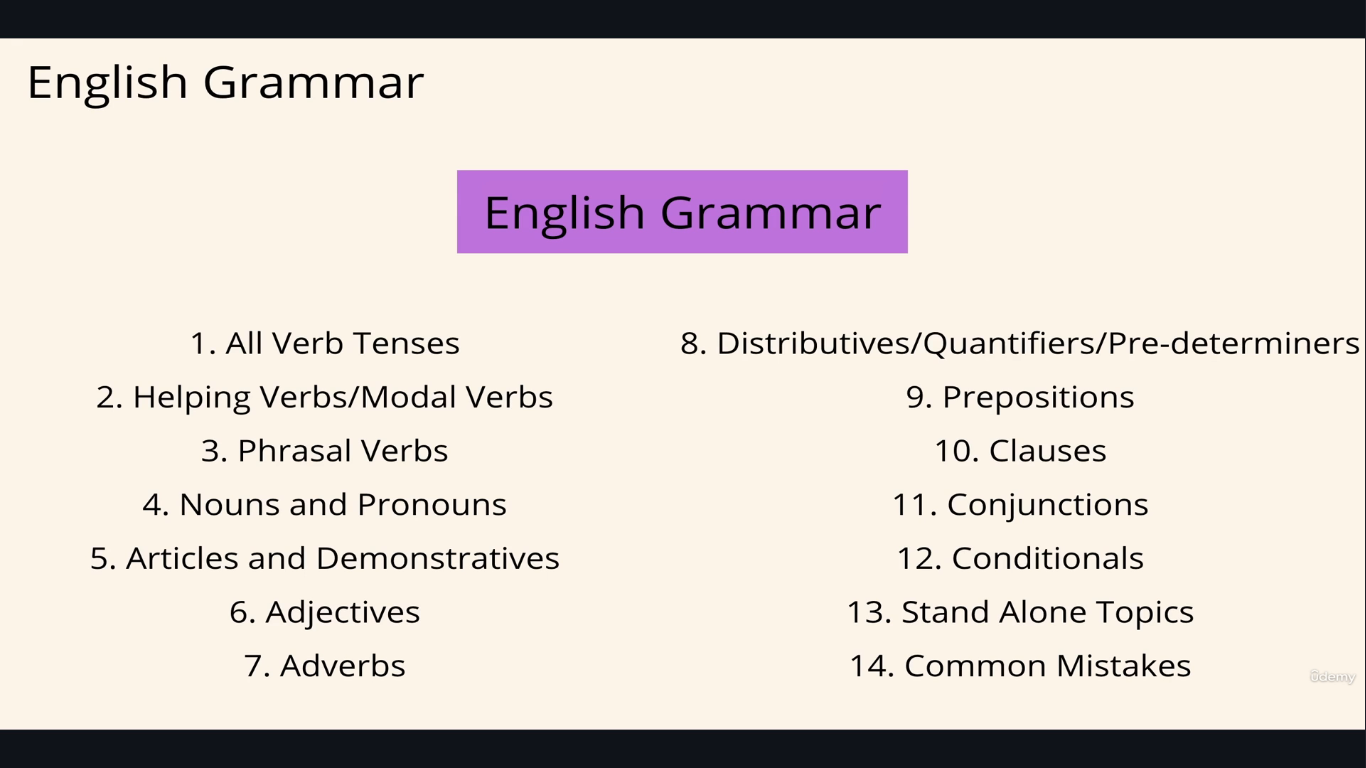 English Grammar
English Grammar
1. All Verb Tenses
2. Helping Verbs/Modal Verbs
3. Phrasal Verbs
4. Nouns and Pronouns
5. Articles and Demonstratives
6. Adjectives
7. Adverbs
8. Distributives/Quantifiers/Pre-determiners
9. Prepositions
10. Clauses
11. Conjunctions
12. Conditionals
13. Stand Alone Topics
14. Common Mistakes
ûdemy